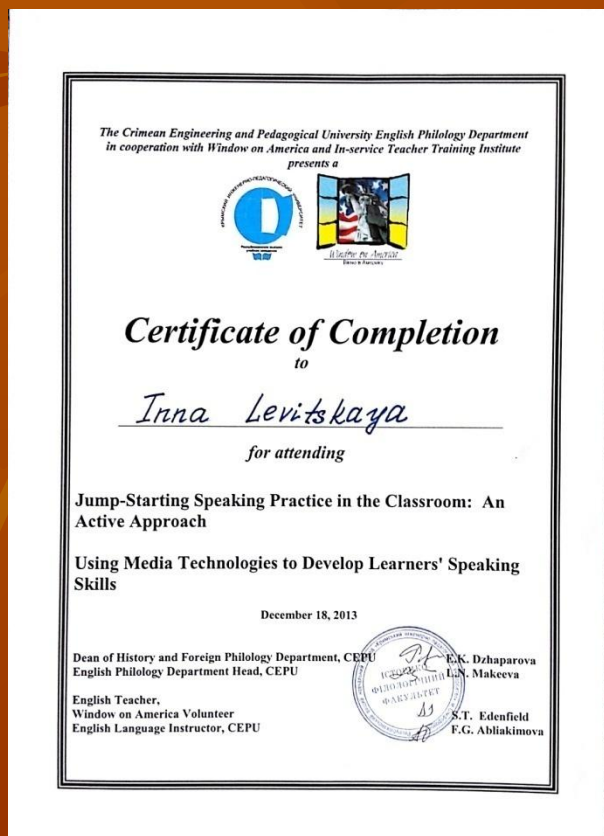 The Crimean Engineering and Pedagogical University English Philology Department
in cooperation with Window on America and In-service Teacher Training Institute
presents a
Window on America
Certificate of Completion
to
Inna Levitskaya
for attending
Jump-Starting Speaking Practice in the Classroom: An
Active Approach
Using Media Technologies to Develop Learners' Speaking
Skills
December 18, 2013
Dean of History and Foreign Philology Department, CEPU E.K. Dzhaparova
English Philology Department Head, CEPU L.N. Makeeva
English Teacher,
Window on America Volunteer S.T. Edenfield
English Language Instructor, CEPU F.G. Abliakimova
ФАКУЛЬТЕТ